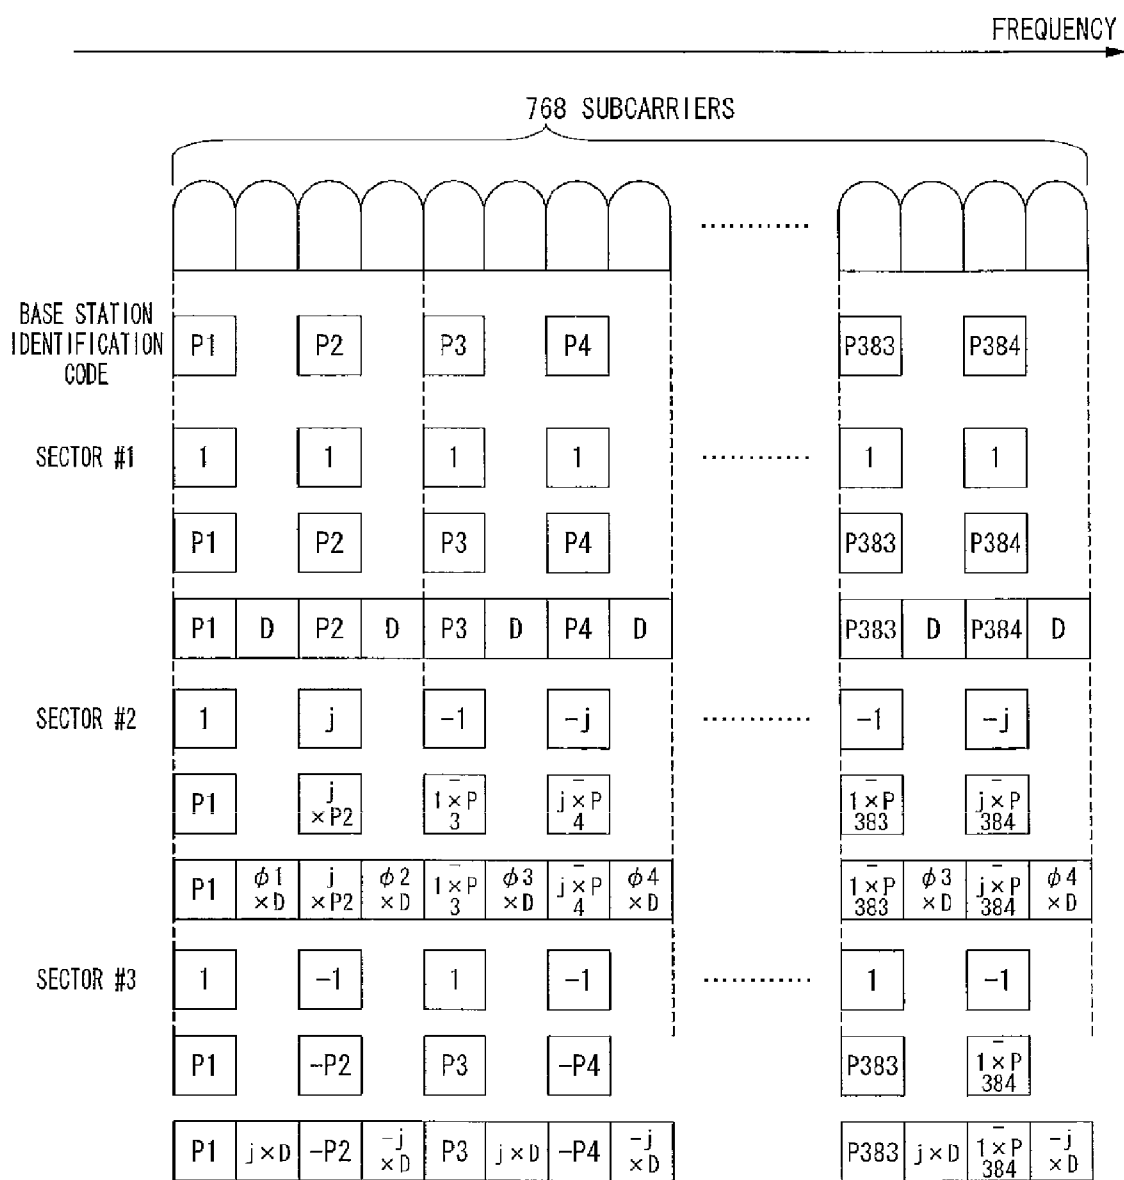 FREQUENCY
768 SUBCARRIERS
............
BASE STATION
IDENTIFICATION
CODE
P1 P2 P3 P4 P383 P384
SECTOR #1 1 1 1 1 ............ 1 1
P1 P2 P3 P4 P383 P384
P1 D P2 D P3 D P4 D P383 D P384 D
SECTOR #2 1 j -1 -j ............ -1 -j
P1 j ×P2 -1×P 3 -j×P 4 -1×P 383 -j×P 384
P1 φ1 ×D j ×P2 φ2 ×D -1×P 3 φ3 ×D -j×P 4 φ4 ×D -1×P 383 φ3 ×D -j×P 384 φ4 ×D
SECTOR #3 1 -1 1 -1 ............ 1 -1
P1 -P2 P3 -P4 P383 -1×P 384
P1 j×D -P2 -j ×D P3 j×D -P4 -j ×D P383 j×D -1×P 384 -j ×D